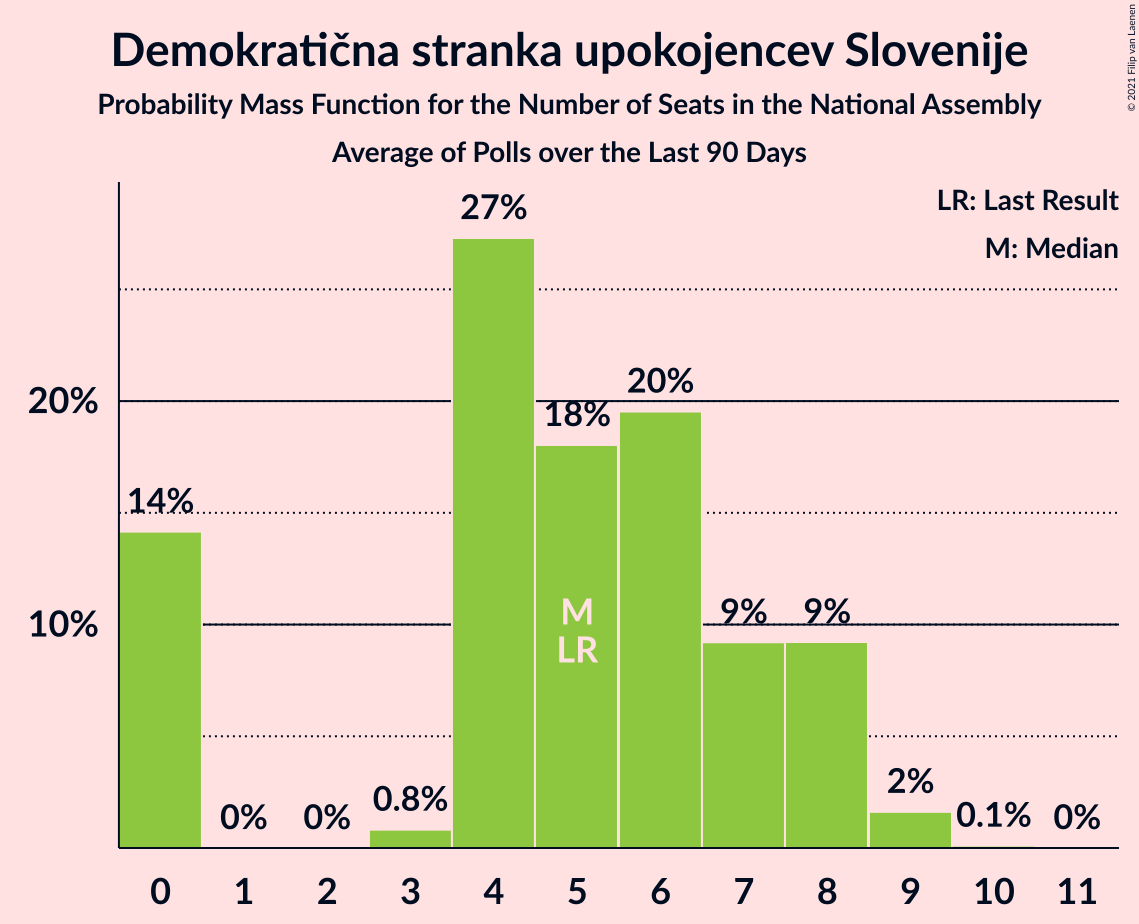 Demokratična stranka upokojencev Slovenije
Probability Mass Function for the Number of Seats in the National Assembly
Average of Polls over the Last 90 Days
© 2021 Filip van Laenen
LR: Last Result
M: Median
27%
20%
20%
18%
14%
10%
9%
9%
M
LR
2%
0.8%
0%
0%
0.1%
0%
0 1 2 3 4 5 6 7 8 9 10 11